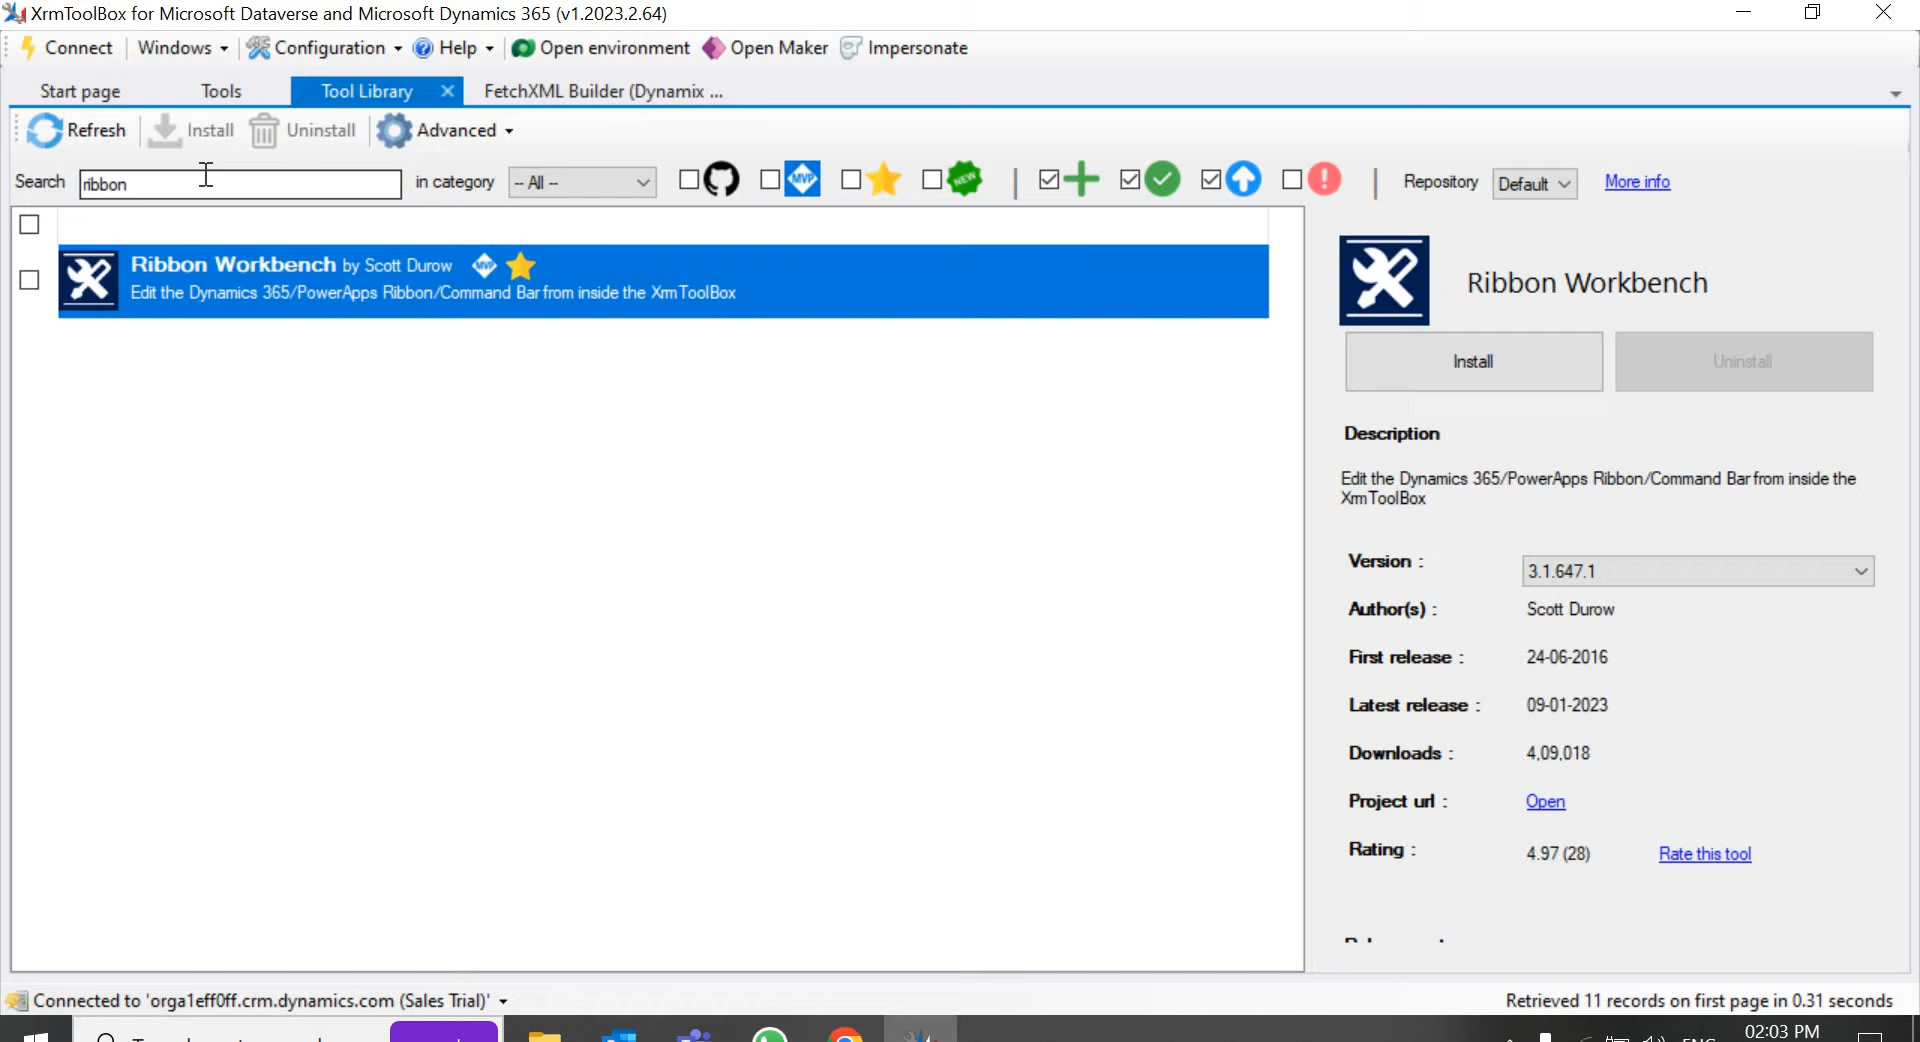 XrmToolBox for Microsoft Dataverse and Microsoft Dynamics 365 (v1.2023.2.64)
Connect Windows Configuration Help Open environment Open Maker Impersonate
Start page Tools Tool Library FetchXML Builder (Dynamix ...
Refresh Install Uninstall Advanced
Search ribbon in category -- All -- MVP NEW Repository Default More info
Ribbon Workbench by Scott Durow MVP
Edit the Dynamics 365/PowerApps Ribbon/Command Bar from inside the XrmToolBox
Ribbon Workbench
Install Uninstall
Description
Edit the Dynamics 365/PowerApps Ribbon/Command Bar from inside the
XrmToolBox
Version : 3.1.647.1
Author(s) : Scott Durow
First release : 24-06-2016
Latest release : 09-01-2023
Downloads : 4,09,018
Project url : Open
Rating : 4.97 (28) Rate this tool
Connected to 'orga1eff0ff.crm.dynamics.com (Sales Trial)' Retrieved 11 records on first page in 0.31 seconds
02:03 PM